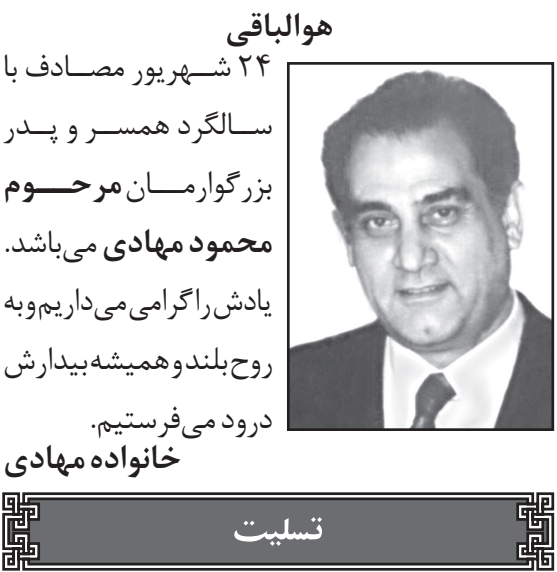 هوالباقی
۲۴ شهریور مصادف با
سالگرد همسر و پدر
بزرگوارمان مرحوم
محمود مهادی می‌باشد.
یادش را گرامی می‌داریم و به
روح بلند و همیشه بیدارش
درود می‌فرستیم.
خانواده مهادی
تسلیت